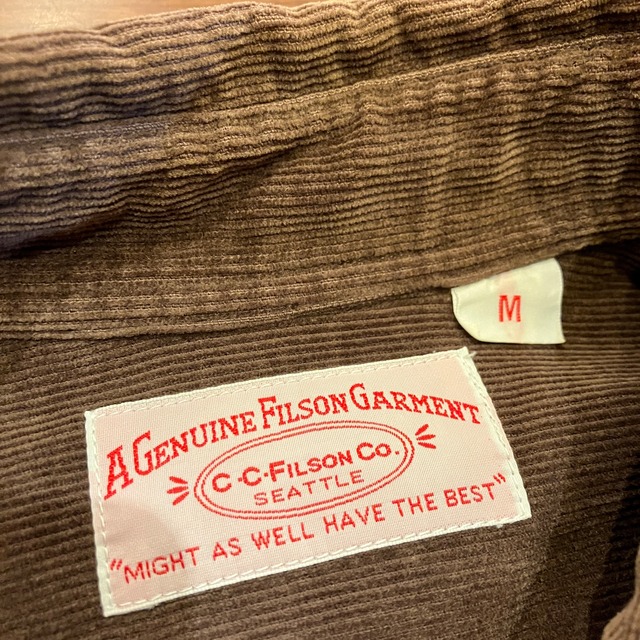 M
A GENUINE FILSON GARMENT
C·C·FILSON CO.
SEATTLE
"MIGHT AS WELL HAVE THE BEST"